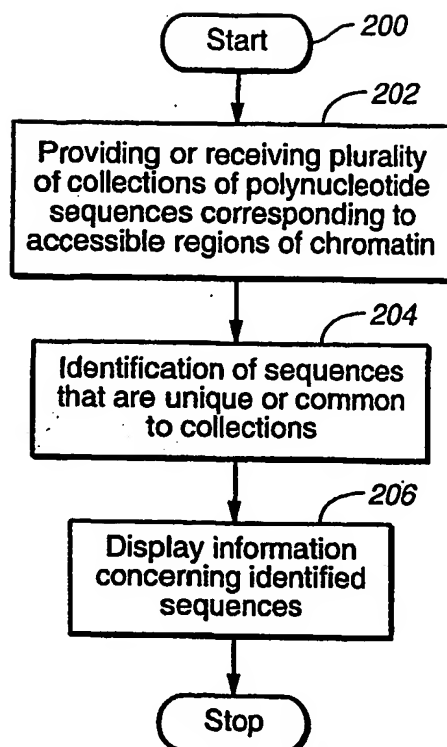 Start
200
202
Providing or receiving plurality
of collections of polynucleotide
sequences corresponding to
accessible regions of chromatin
204
Identification of sequences
that are unique or common
to collections
206
Display information
concerning identified
sequences
Stop